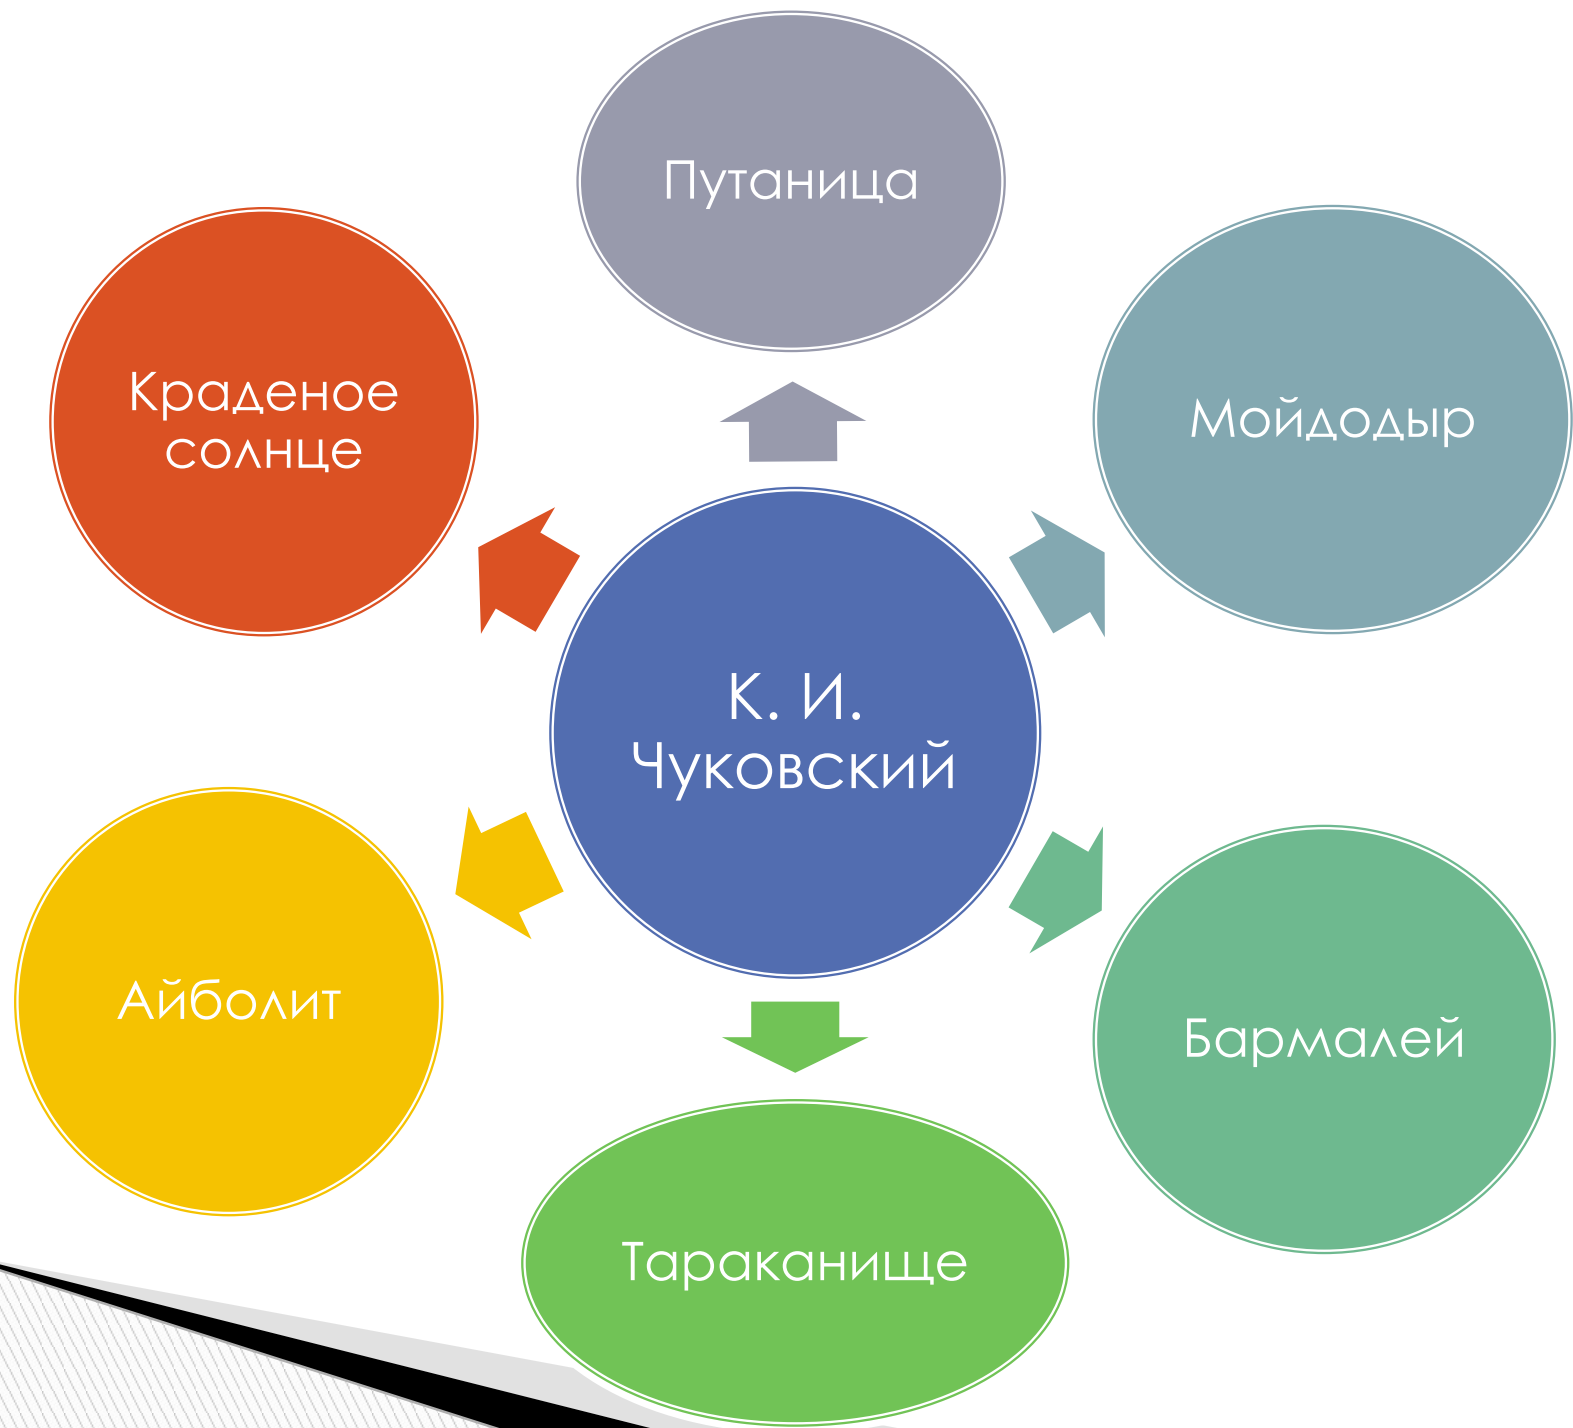 Путаница
Краденое
солнце
Мойдодыр
К. И.
Чуковский
Айболит
Бармалей
Тараканище